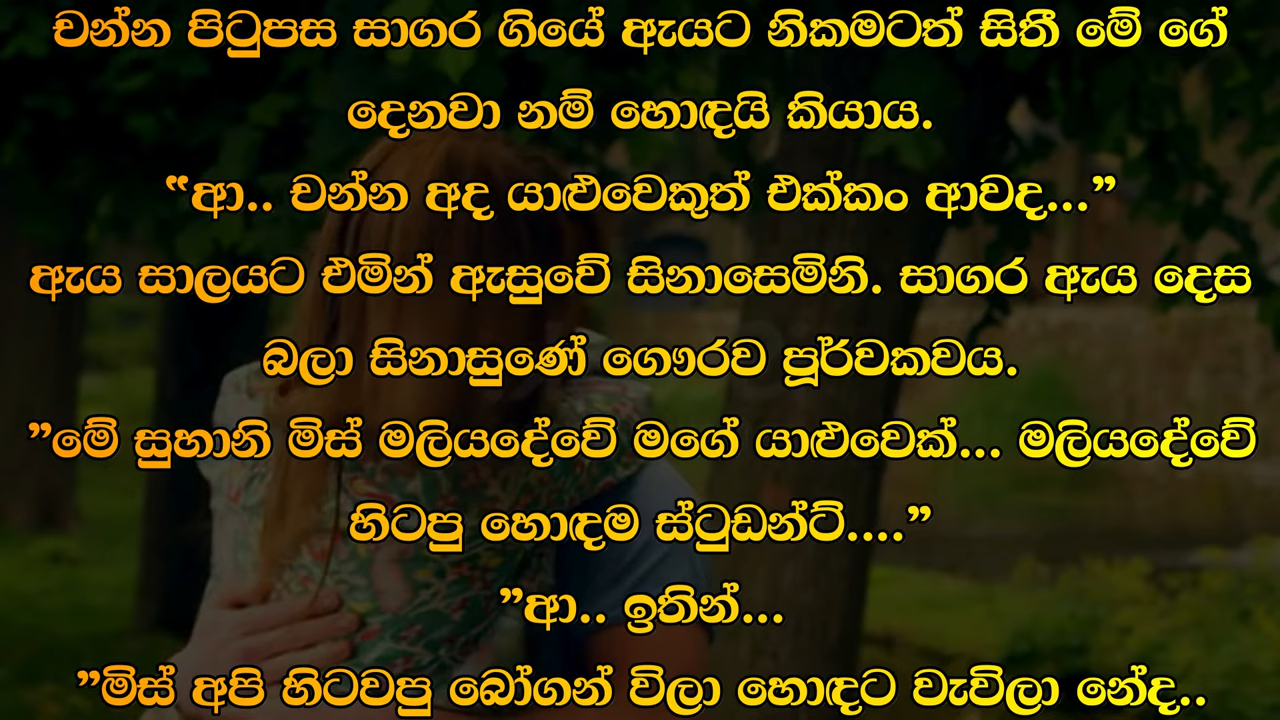 චන්න පිටුපස සාගර ගියේ ඇයට නිකමටත් සිතී මේ ගේ
දෙනවා නම් හොඳයි කියාය.
“ආ.. චන්න අද යාළුවෙකුත් එක්කං ආවද...”
ඇය සාලයට එමින් ඇසුවේ සිනාසෙමිනි. සාගර ඇය දෙස
බලා සිනාසුණේ ගෞරව පූර්වකවය.
”මේ සුහානි මිස් මලියදේවේ මගේ යාළුවෙක්... මලියදේවේ
හිටපු හොඳම ස්ටුඩන්ට්....”
”ආ.. ඉතින්...
”මිස් අපි හිටවපු බෝගන් විලා හොඳට වැවිලා නේද..